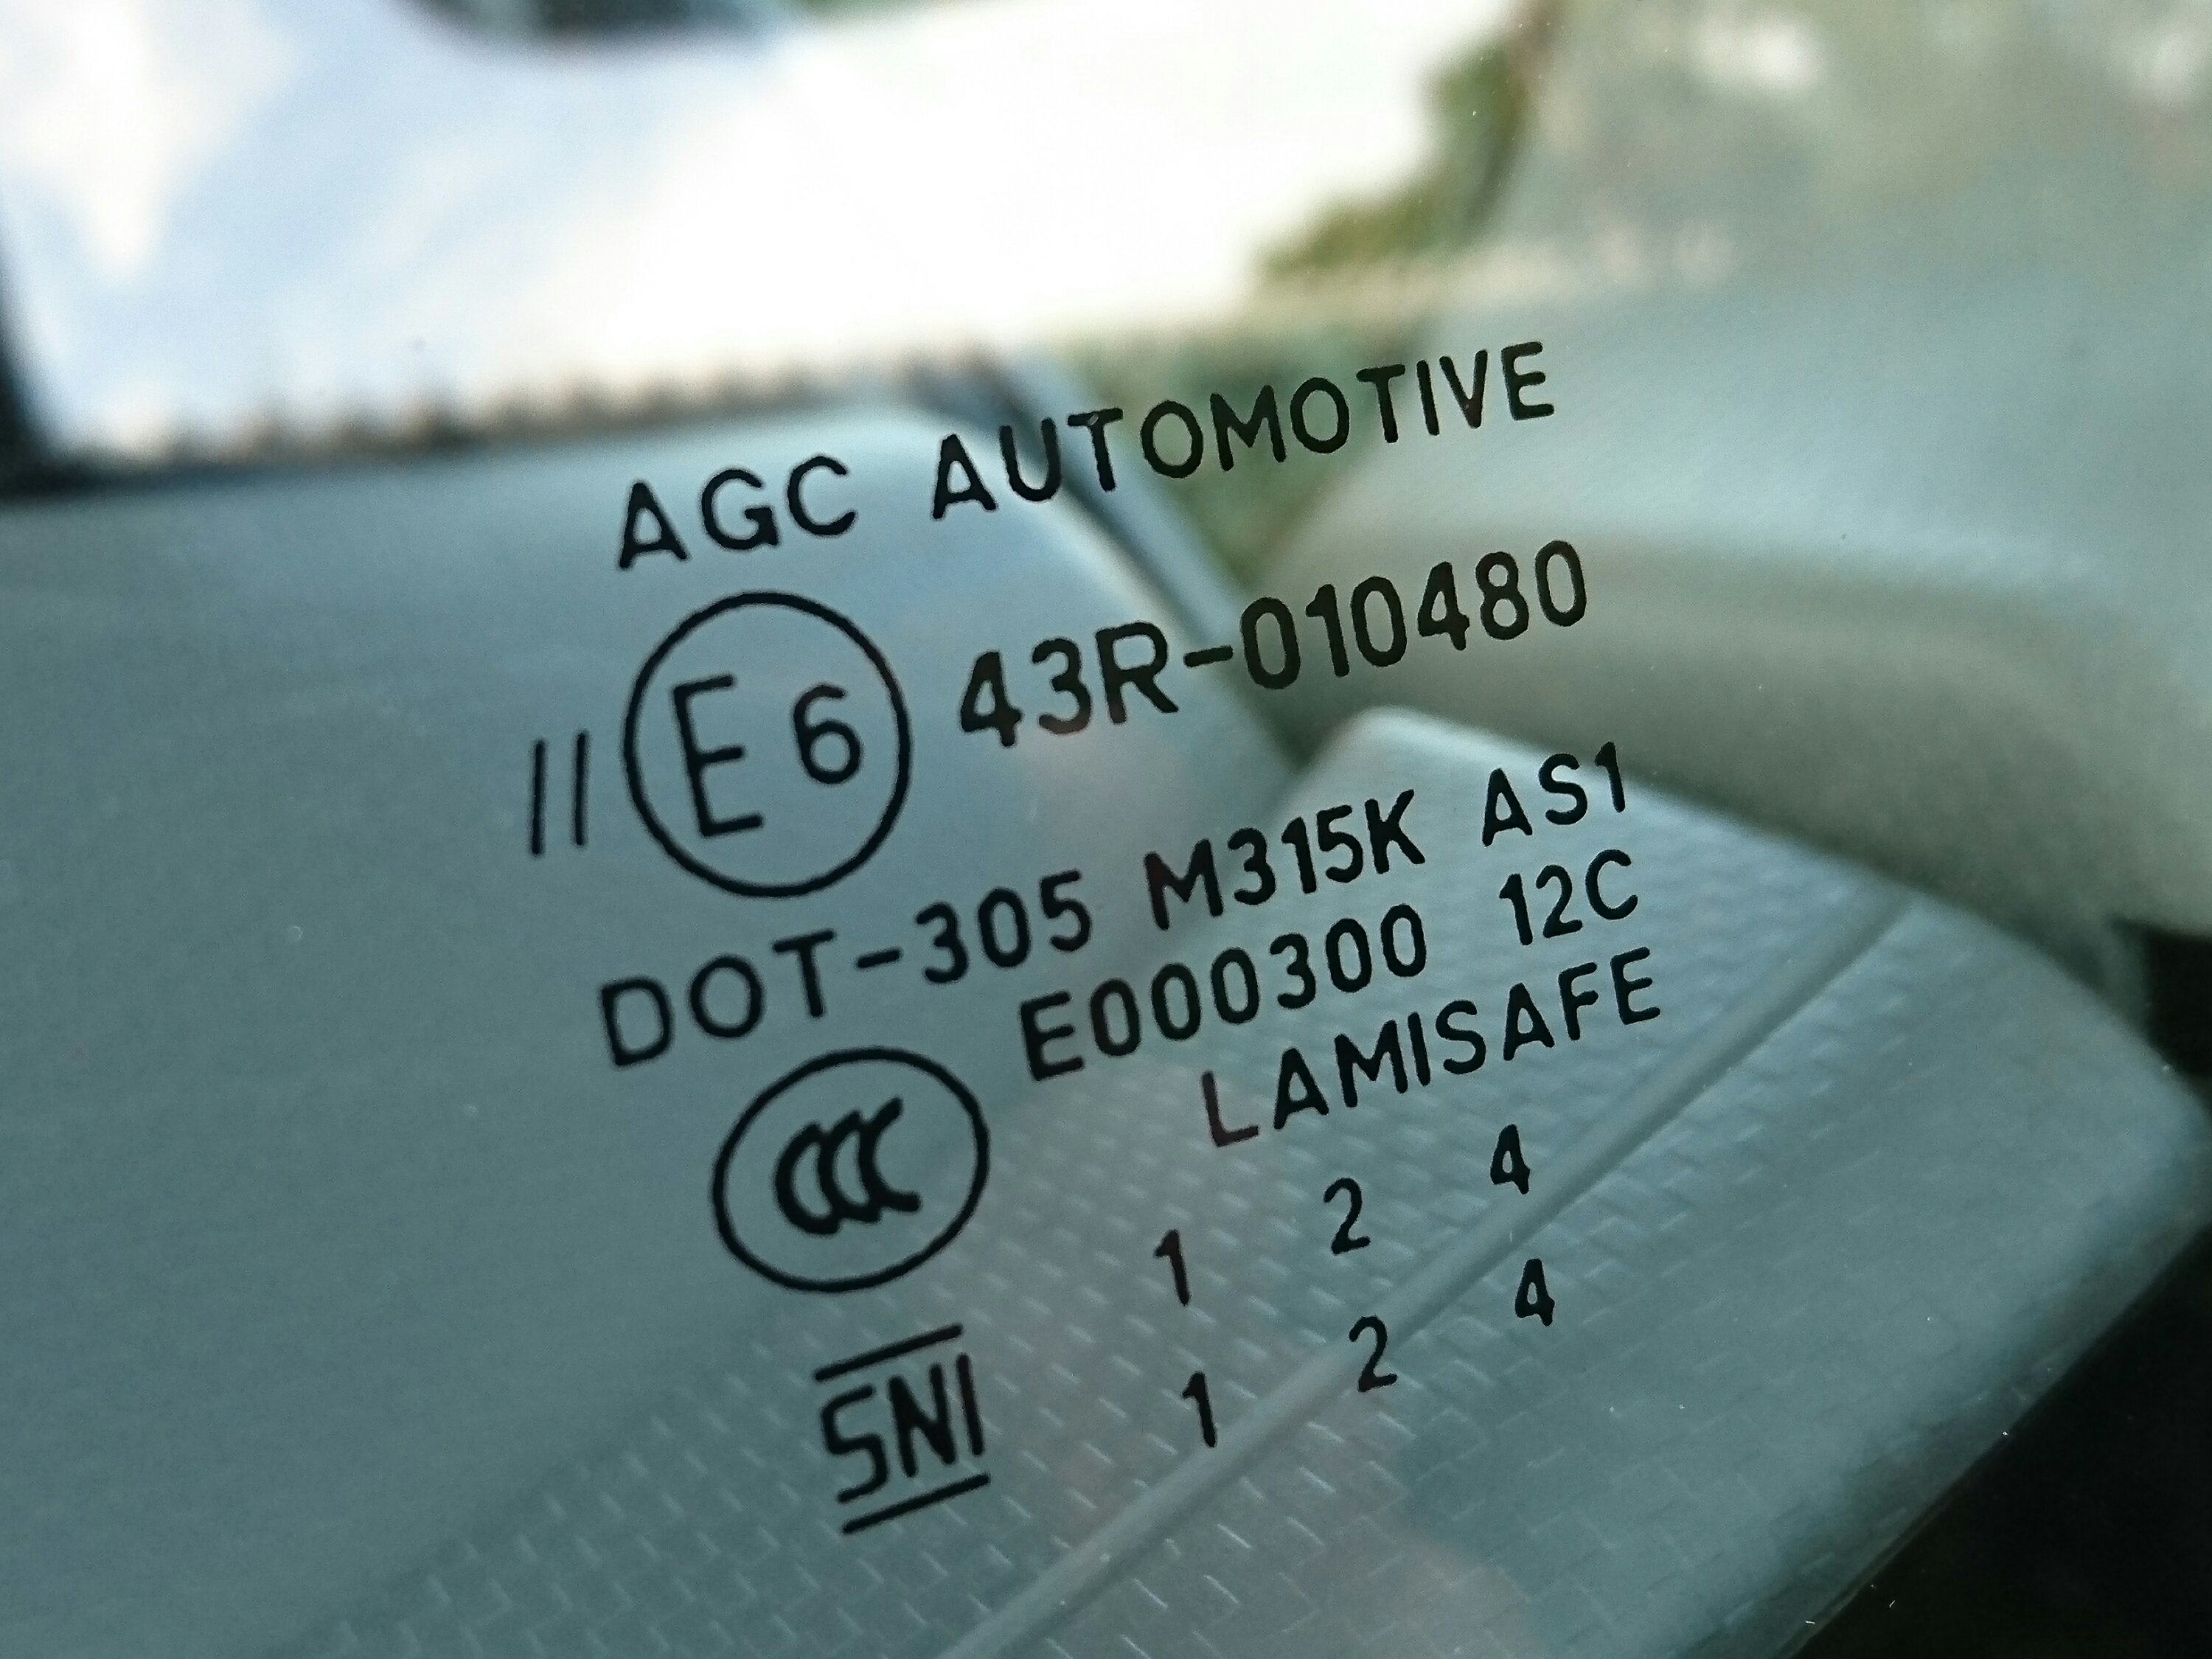 AGC AUTOMOTIVE
II E6 43R-010480
DOT-305 M315K AS1
CCC E000300 12C
LAMISAFE
1 2 4
SNI 1 2 4